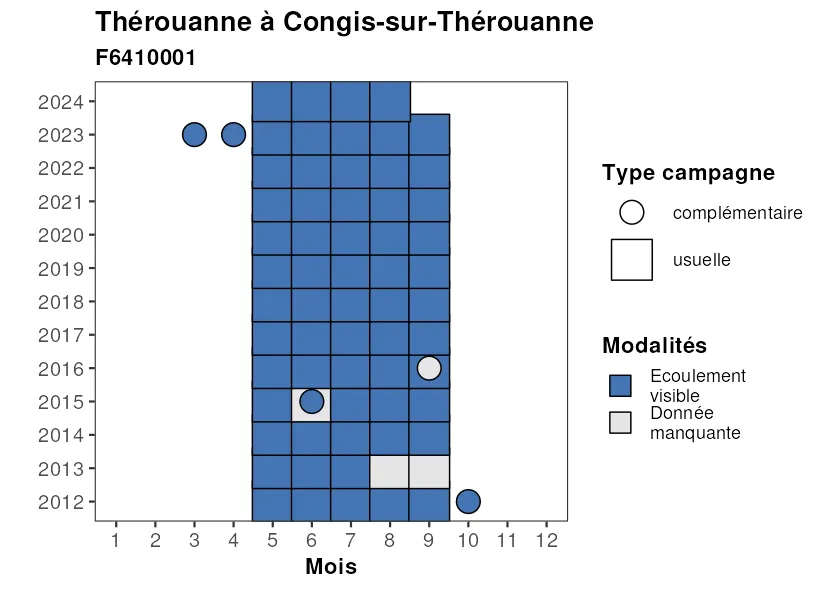 Thérouanne à Congis-sur-Thérouanne
F6410001
2024
2023
2022
2021
2020
2019
2018
2017
2016
2015
2014
2013
2012
1 2 3 4 5 6 7 8 9 10 11 12
Mois
Type campagne
complémentaire
usuelle
Modalités
Ecoulement
visible
Donnée
manquante